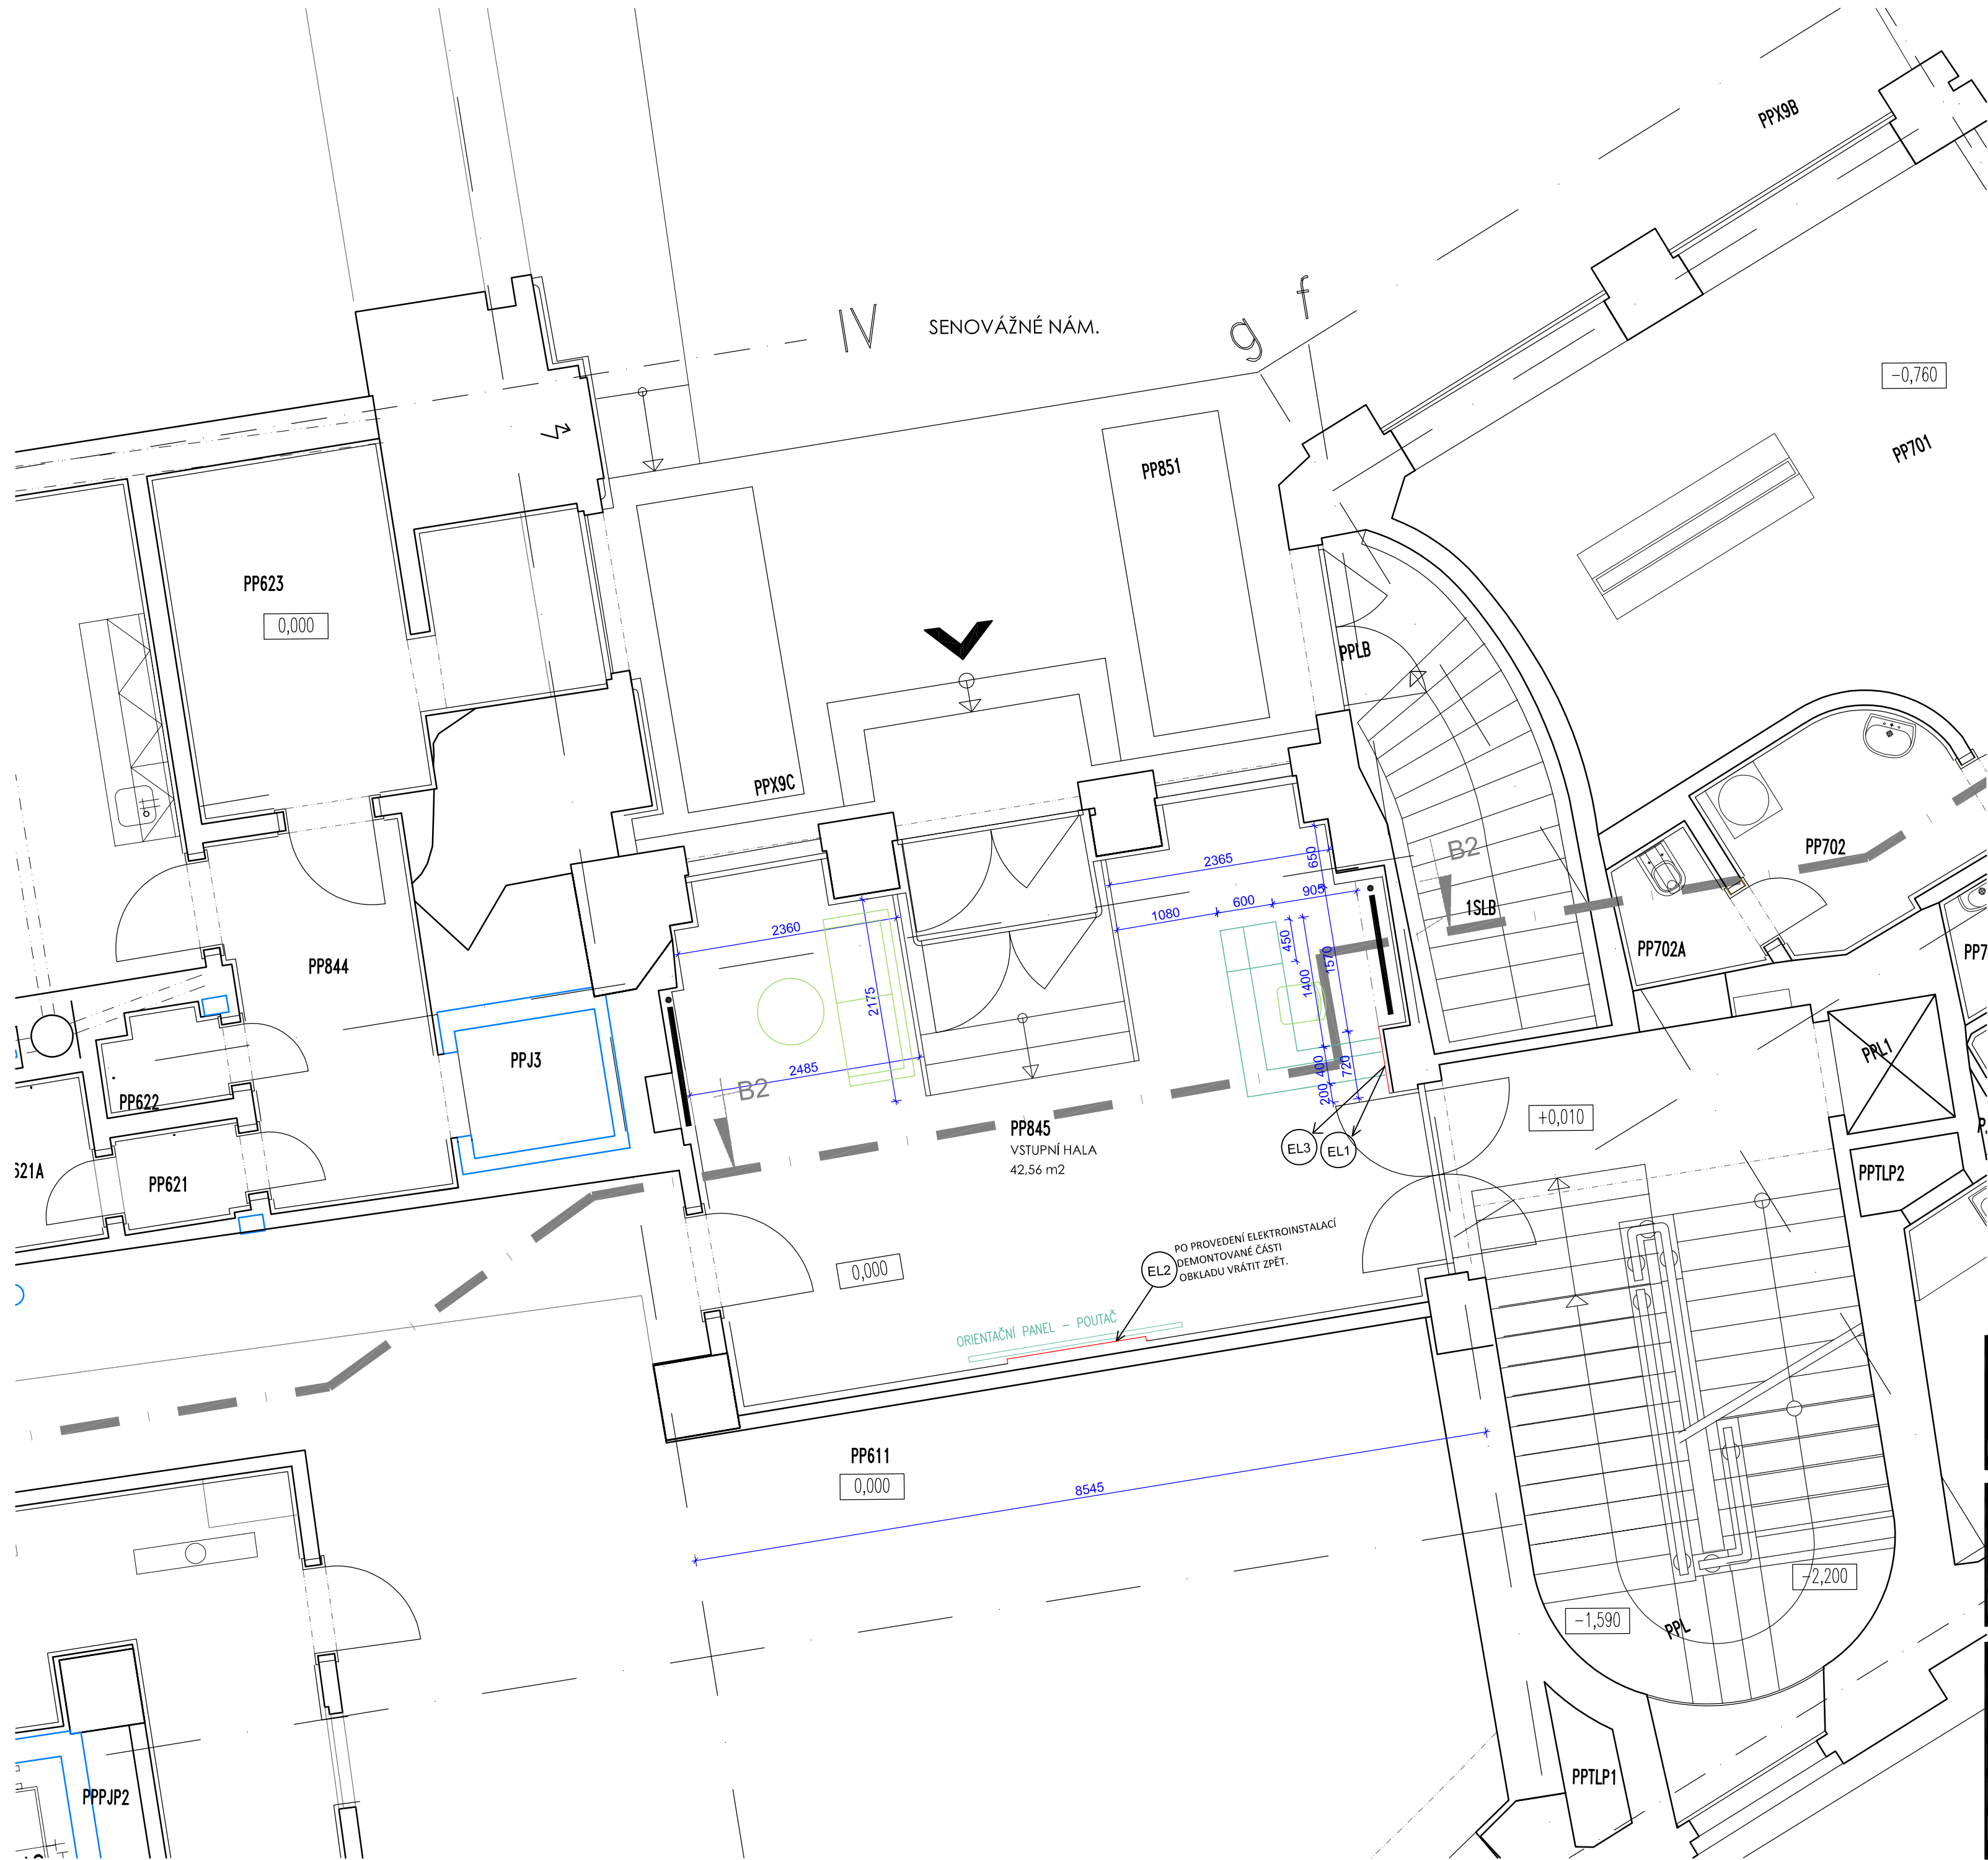 PPX9B
IV
SENOVÁŽNÉ NÁM.
g
f
-0,760
PP701
PP851
PP623
0,000
PPLB
PPX9C
PP702
B2
2365
650
905
600
1080
1SLB
PP702A
2360
450
1570
1400
2175
PP844
PPJ3
2485
B2
400
720
200
PPL1
PP622
PP845
VSTUPNÍ HALA
42,56 m2
EL3
EL1
+0,010
PPTLP2
621A
PP621
PO PROVEDENÍ ELEKTROINSTALACÍ
DEMONTOVANÉ ČÁSTI
OBKLADU VRÁTIT ZPĚT.
EL2
0,000
ORIENTAČNÍ PANEL – POUTAČ
PP611
0,000
8545
-2,200
-1,590
PPL
PPTLP1
PPPJP2